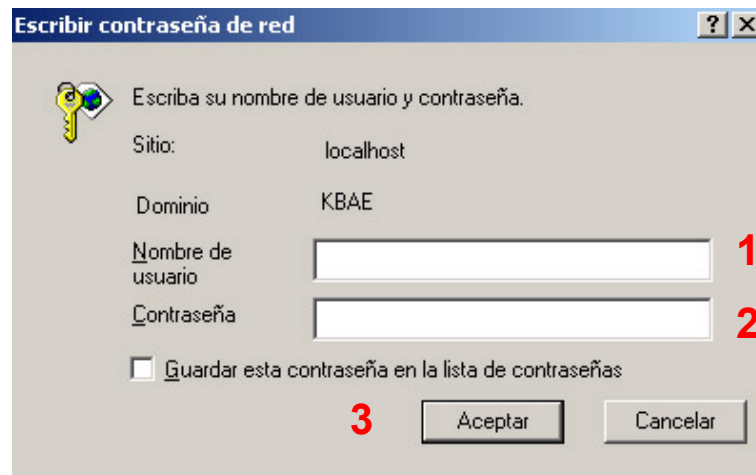 Escribir contraseña de red
Escriba su nombre de usuario y contraseña.
Sitio: localhost
Dominio KBAE
Nombre de usuario 1
Contraseña 2
Guardar esta contraseña en la lista de contraseñas
3 Aceptar Cancelar